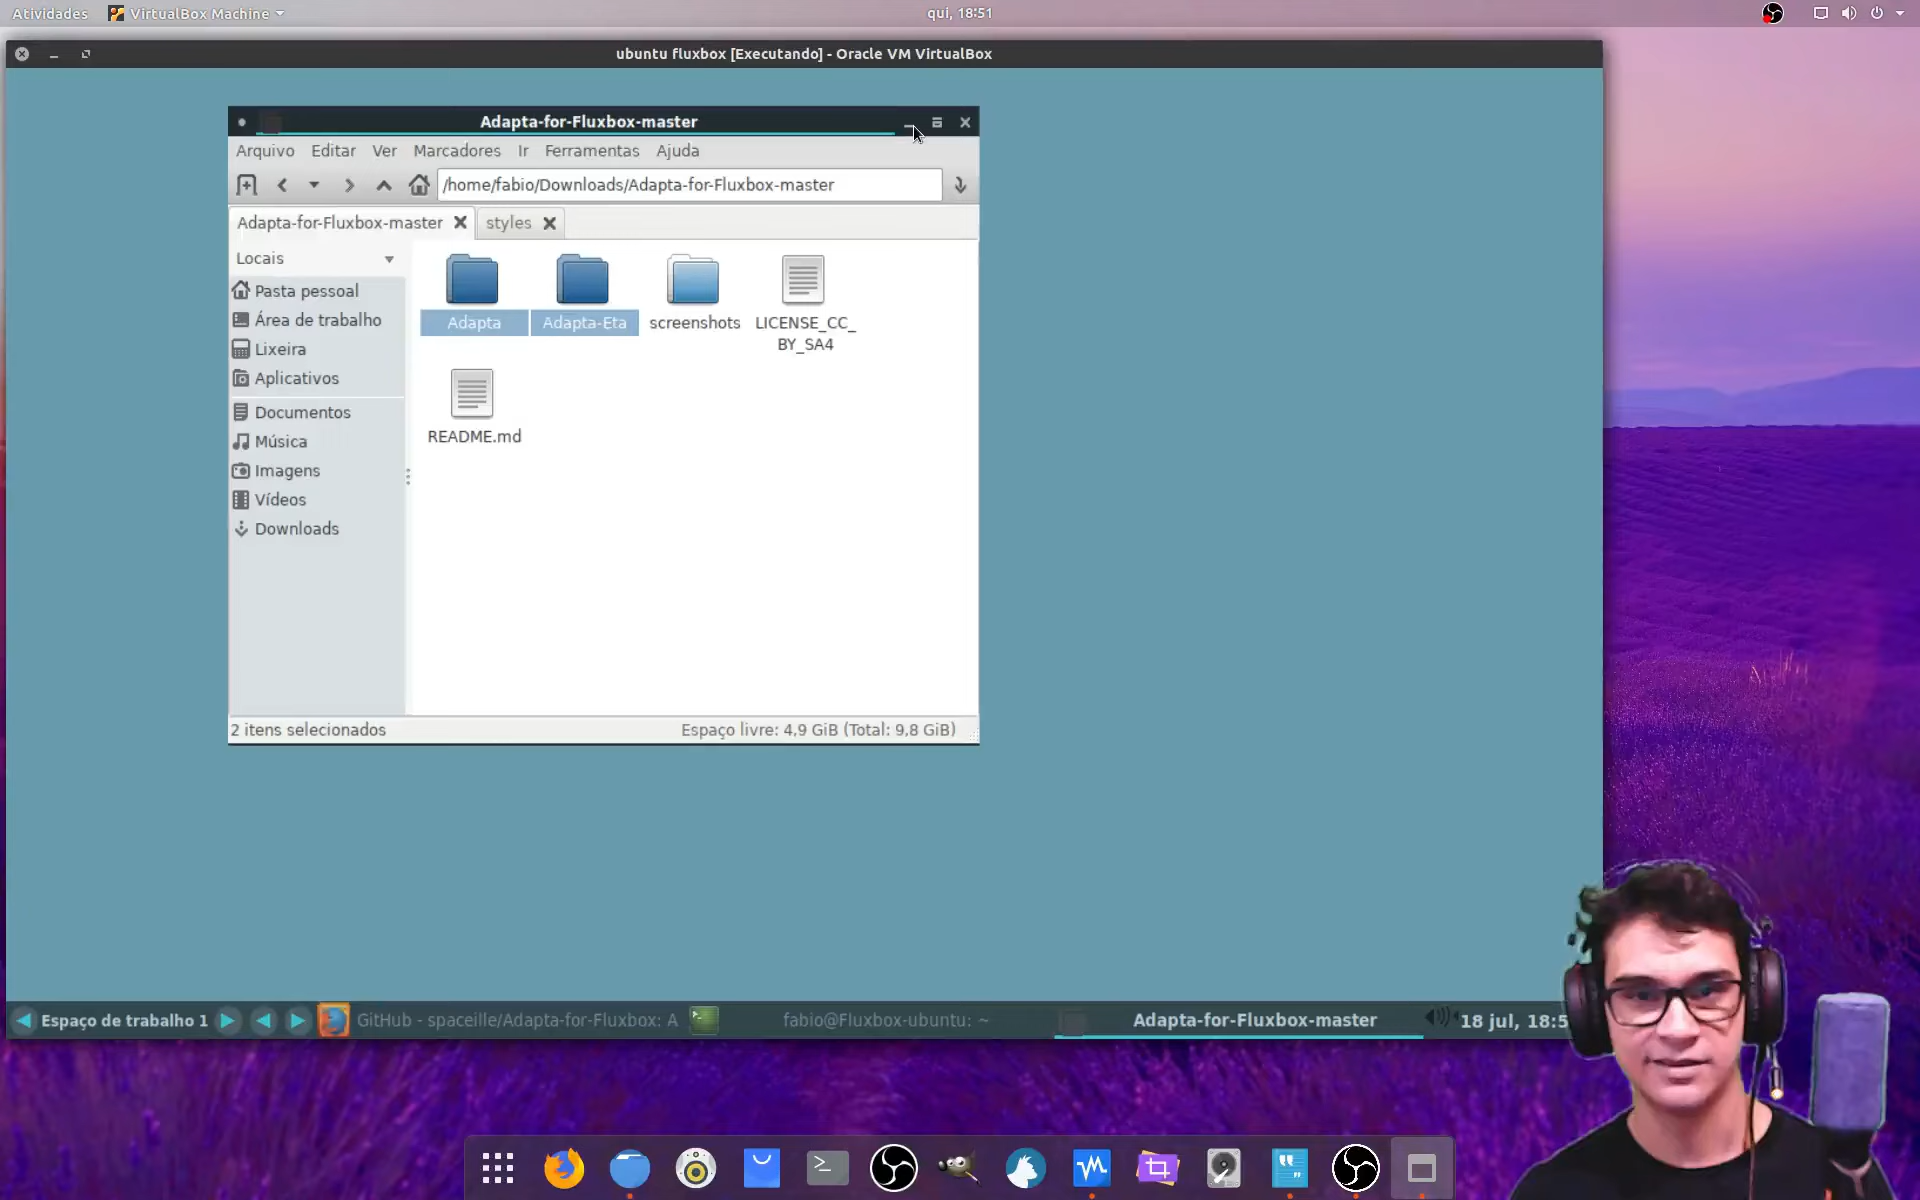 Atividades
VirtualBox Machine
qui, 18:51
ubuntu fluxbox [Executando] - Oracle VM VirtualBox
Adapta-for-Fluxbox-master
Arquivo Editar Ver Marcadores Ir Ferramentas Ajuda
/home/fabio/Downloads/Adapta-for-Fluxbox-master
Adapta-for-Fluxbox-master
styles
Locais
Pasta pessoal
Área de trabalho
Lixeira
Aplicativos
Documentos
Música
Imagens
Vídeos
Downloads
Adapta
Adapta-Eta
screenshots
LICENSE_CC_
BY_SA4
README.md
2 itens selecionados
Espaço livre: 4,9 GiB (Total: 9,8 GiB)
Espaço de trabalho 1
GitHub - spaceille/Adapta-for-Fluxbox: A
fabio@Fluxbox-ubuntu: ~
Adapta-for-Fluxbox-master
18 jul, 18:5